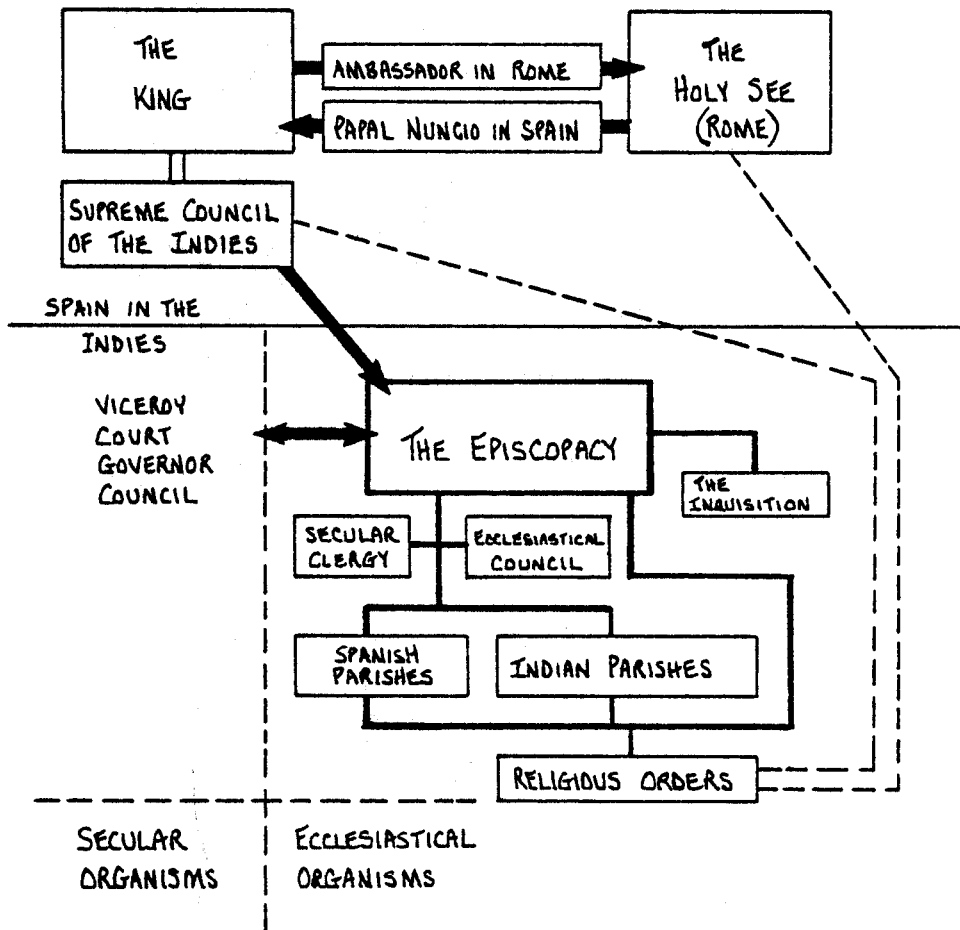 THE
KING
AMBASSADOR IN ROME
PAPAL NUNCIO IN SPAIN
THE
HOLY SEE
(ROME)
SUPREME COUNCIL
OF THE INDIES
SPAIN IN THE
INDIES
VICEROY
COURT
GOVERNOR
COUNCIL
THE EPISCOPACY
THE
INQUISITION
SECULAR
CLERGY
ECCLESIASTICAL
COUNCIL
SPANISH
PARISHES
INDIAN PARISHES
RELIGIOUS ORDERS
SECULAR
ORGANISMS
ECCLESIASTICAL
ORGANISMS